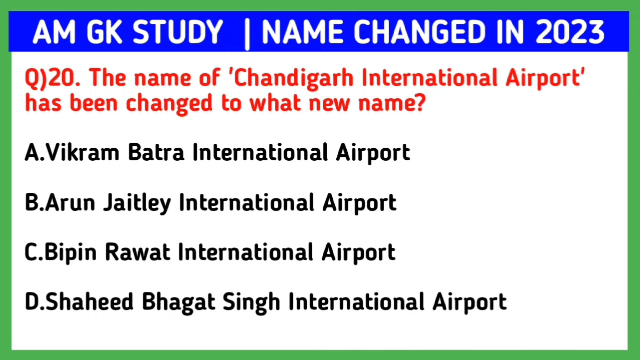 AM GK STUDY | NAME CHANGED IN 2023
Q)20. The name of 'Chandigarh International Airport'
has been changed to what new name?
A.Vikram Batra International Airport
B.Arun Jaitley International Airport
C.Bipin Rawat International Airport
D.Shaheed Bhagat Singh International Airport